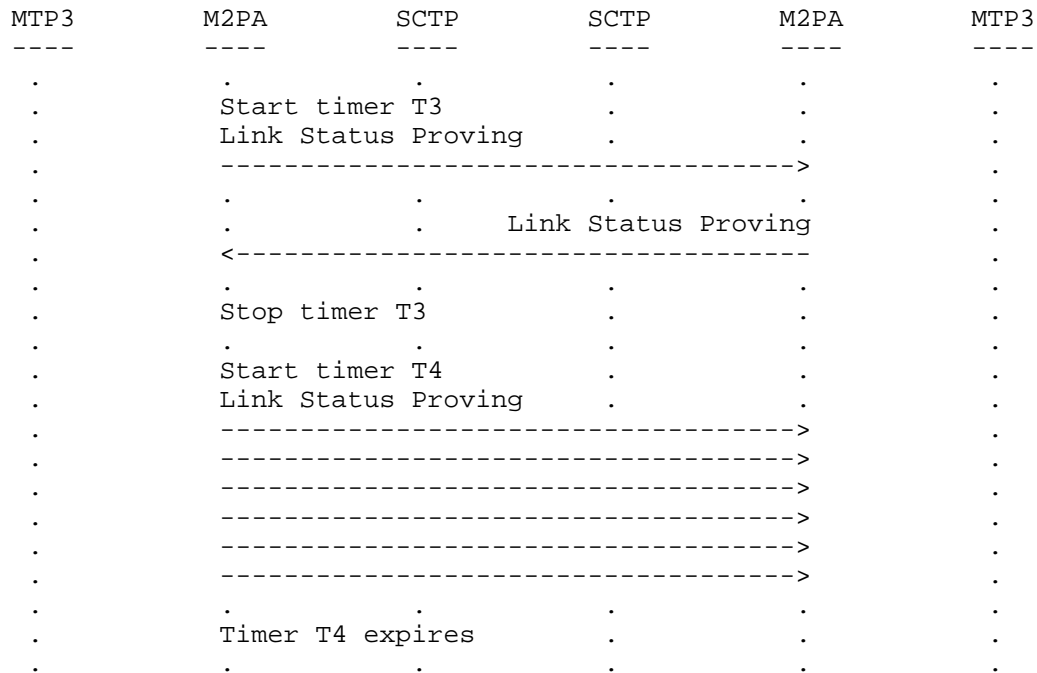 MTP3         M2PA        SCTP        SCTP        M2PA        MTP3
----         ----        ----        ----        ----        ----
 .            .           .           .           .           .
 .           Start timer T3           .           .           .
 .           Link Status Proving      .           .           .
 .           ------------------------------------>            .
 .            .           .           .           .           .
 .            .           .     Link Status Proving           .
 .           <------------------------------------            .
 .            .           .           .           .           .
 .           Stop timer T3            .           .           .
 .            .           .           .           .           .
 .           Start timer T4           .           .           .
 .           Link Status Proving      .           .           .
 .           ------------------------------------>            .
 .           ------------------------------------>            .
 .           ------------------------------------>            .
 .           ------------------------------------>            .
 .           ------------------------------------>            .
 .           ------------------------------------>            .
 .            .           .           .           .           .
 .           Timer T4 expires         .           .           .
 .            .           .           .           .           .